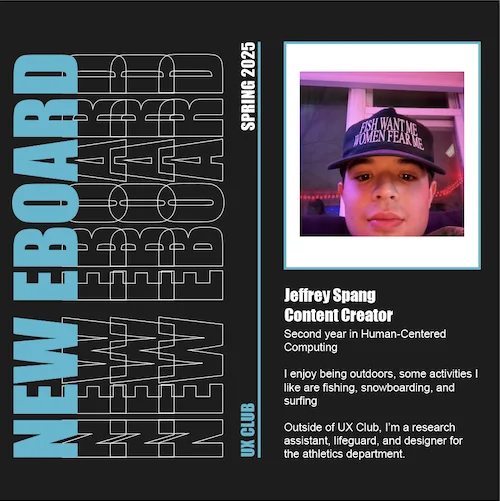 NEW EBOARD
NEW EBOARD
NEW EBOARD
NEW EBOARD
SPRING 2025
UX CLUB
FISH WANT ME
WOMEN FEAR ME
Jeffrey Spang
Content Creator
Second year in Human-Centered
Computing
I enjoy being outdoors, some activities I
like are fishing, snowboarding, and
surfing
Outside of UX Club, I'm a research
assistant, lifeguard, and designer for
the athletics department.